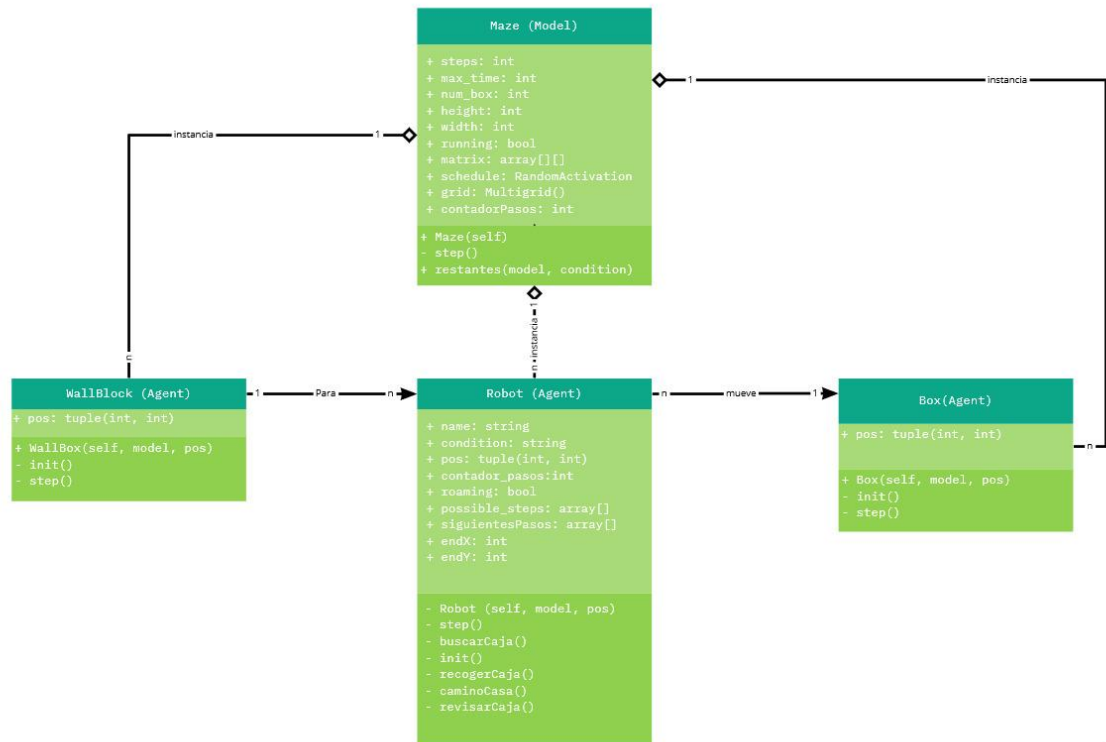 Maze (Model)
+ steps: int
+ max_time: int
+ num_box: int
+ height: int
+ width: int
+ running: bool
+ matrix: array[][]
+ schedule: RandomActivation
+ grid: Multigrid()
+ contadorPasos: int
+ Maze(self)
- step()
+ restantes(model, condition)
instancia
1
n
1
instancia
n
1
instancia
n
WallBlock (Agent)
+ pos: tuple(int, int)
+ WallBox(self, model, pos)
- init()
- step()
1
Para
n
Robot (Agent)
+ name: string
+ condition: string
+ pos: tuple(int, int)
+ contador_pasos:int
+ roaming: bool
+ possible_steps: array[]
+ siguientesPasos: array[]
+ endX: int
+ endY: int
- Robot (self, model, pos)
- step()
- buscarCaja()
- init()
- recogerCaja()
- caminoCasa()
- revisarCaja()
n
mueve
1
Box(Agent)
+ pos: tuple(int, int)
+ Box(self, model, pos)
- init()
- step()